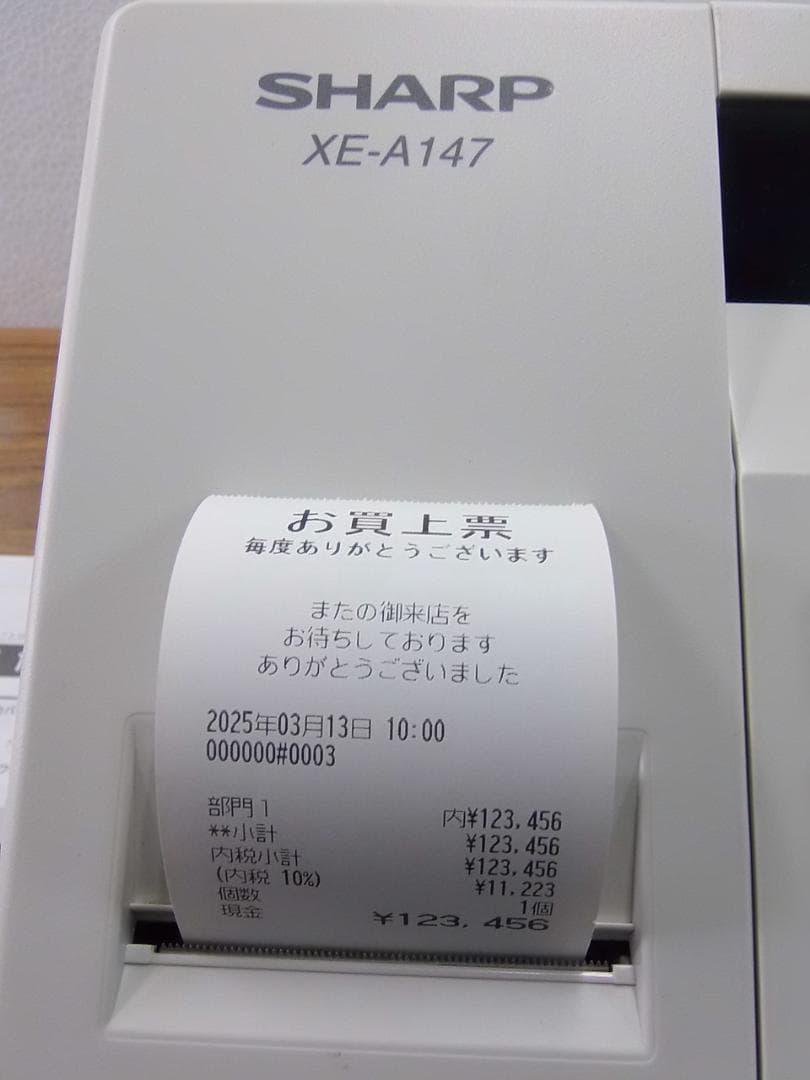 SHARP
XE-A147
お買上票
毎度ありがとうございます
またの御来店を
お待ちしております
ありがとうございました
2025年03月13日 10:00
000000#0003
部門1 内¥123,456
**小計 ¥123,456
内税小計 ¥123,456
(内税 10%) ¥11,223
個数 1個
現金 ¥123,456